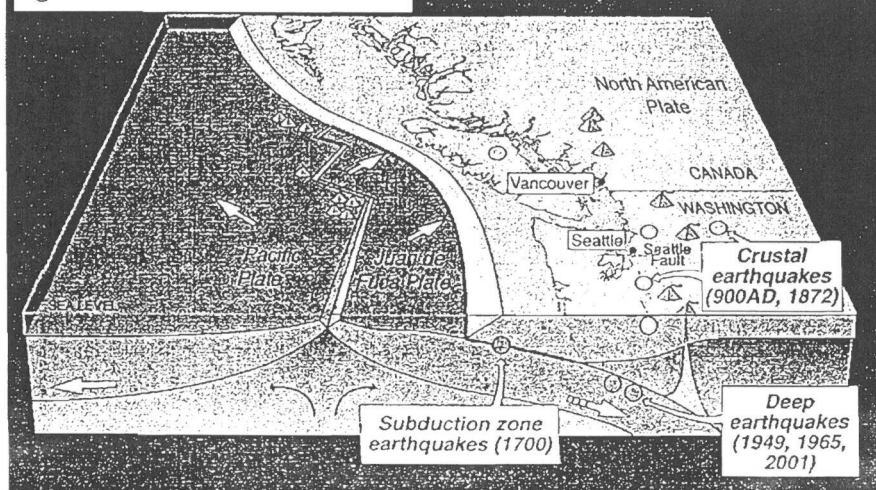 North American
Plate
CANADA
Vancouver
WASHINGTON
Seattle
Seattle
Fault
Pacific
Plate
Juan de
Fuca Plate
Crustal
earthquakes
(900AD, 1872)
SEA LEVEL
Subduction zone
earthquakes (1700)
Deep
earthquakes
(1949, 1965,
2001)